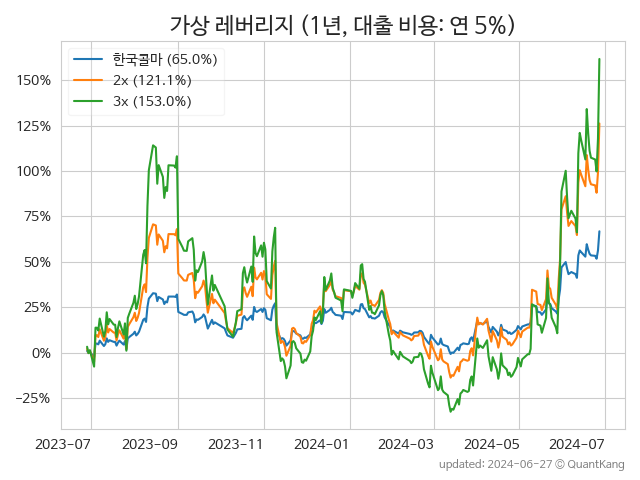 가상 레버리지 (1년, 대출 비용: 연 5%)
한국콜마 (65.0%)
2x (121.1%)
3x (153.0%)
150%
125%
100%
75%
50%
25%
0%
−25%
2023-07 2023-09 2023-11 2024-01 2024-03 2024-05 2024-07
updated: 2024-06-27 © QuantKang